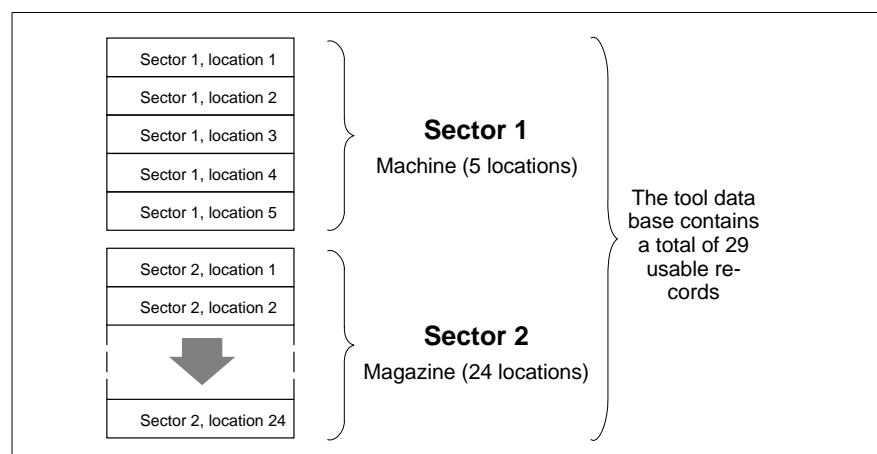 Sector 1, location 1
Sector 1, location 2
Sector 1, location 3
Sector 1, location 4
Sector 1, location 5
Sector 1
Machine (5 locations)
Sector 2, location 1
Sector 2, location 2
Sector 2, location 24
Sector 2
Magazine (24 locations)
The tool data
base contains
a total of 29
usable re-
cords